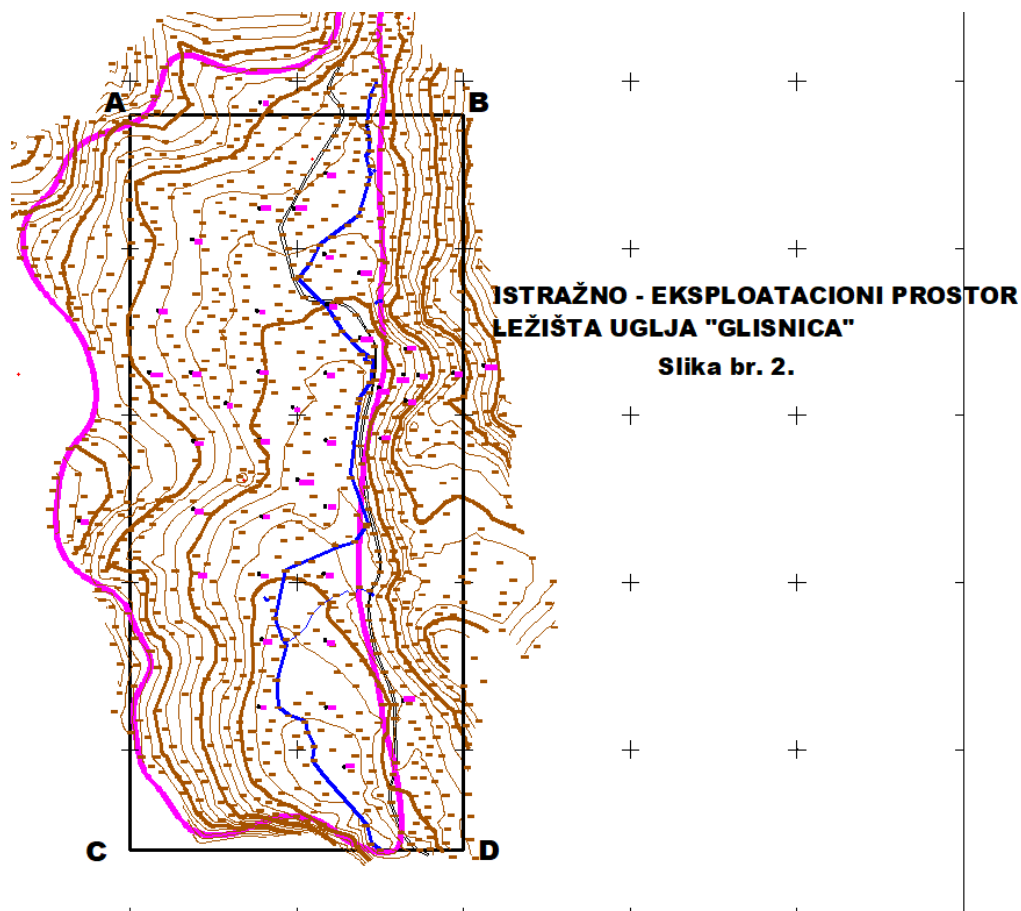 A
B
ISTRAŽNO - EKSPLOATACIONI PROSTOR
LEŽIŠTA UGLJA "GLISNICA"
Slika br. 2.
C
D